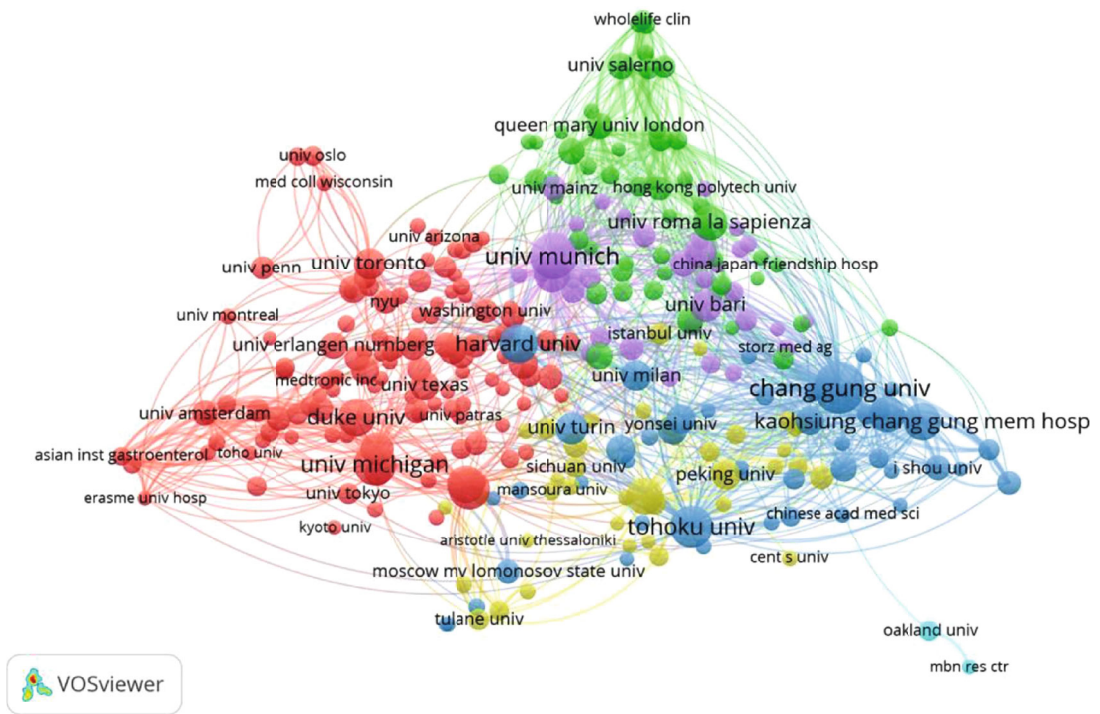 wholelife clin
univ salerno
queen mary univ london
univ oslo
med coll wisconsin
univ mainz
hong kong polytech univ
univ roma la sapienza
univ arizona
univ munich
univ penn
univ toronto
china japan friendship hosp
nyu
washington univ
univ bari
univ montreal
istanbul univ
univ erlangen nurnberg
harvard univ
storz med ag
medtronic inc
univ texas
univ milan
chang gung univ
univ amsterdam
duke univ
univ patras
univ turin
yonsei univ
kaohsiung chang gung mem hosp
asian inst gastroenterol
toho univ
univ michigan
sichuan univ
peking univ
i shou univ
erasme univ hosp
univ tokyo
mansoura univ
kyoto univ
tohoku univ
chinese acad med sci
aristotle univ thessaloniki
cent s univ
moscow mv lomonosov state univ
tulane univ
oakland univ
mbn res ctr
VOSviewer